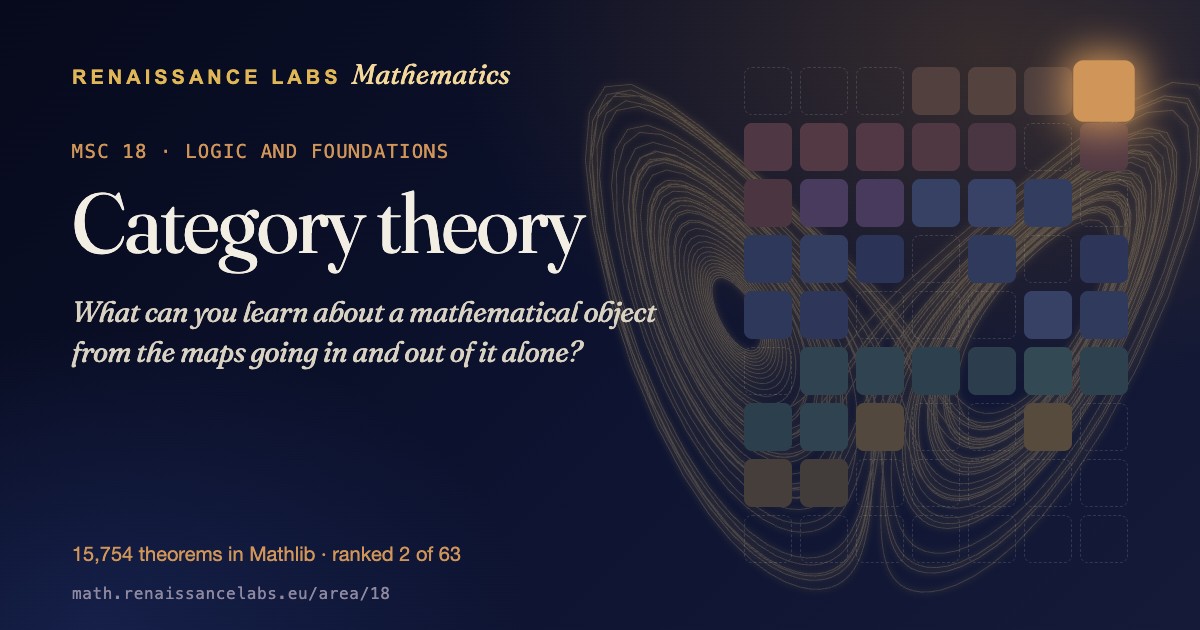 RENAISSANCE LABS Mathematics
MSC 18 · LOGIC AND FOUNDATIONS
Category theory
What can you learn about a mathematical object
from the maps going in and out of it alone?
15,754 theorems in Mathlib · ranked 2 of 63
math.renaissancelabs.eu/area/18